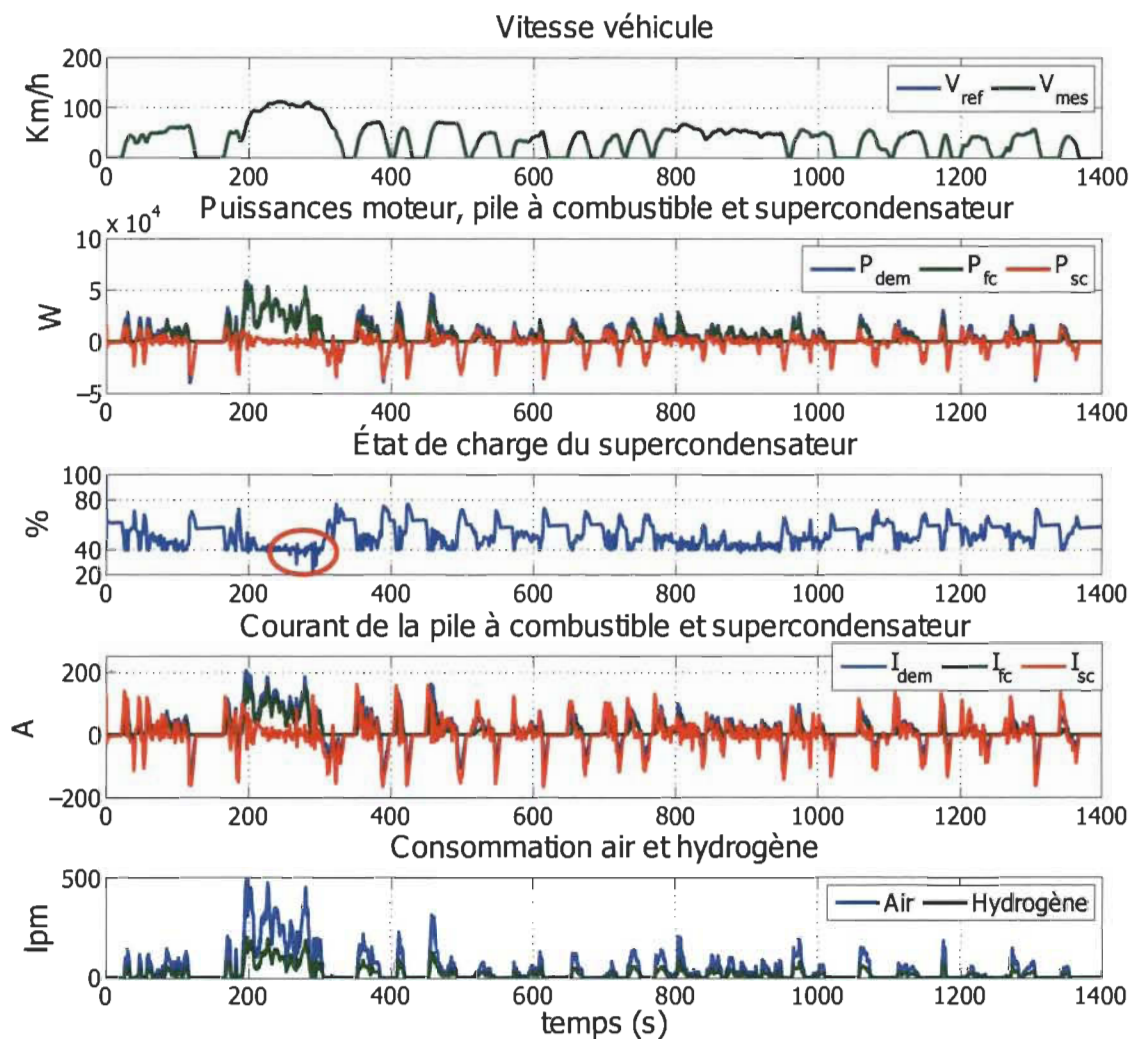 Vitesse véhicule
200
100
0
Km/h
V_ref V_mes
0 200 400 600 800 1000 1200 1400
Puissances moteur, pile à combustible et supercondensateur
x 10^4
10
5
0
−5
W
P_dem P_fc P_sc
0 200 400 600 800 1000 1200 1400
État de charge du supercondensateur
100
80
40
20
%
0 200 400 600 800 1000 1200 1400
Courant de la pile à combustible et supercondensateur
200
0
−200
A
I_dem I_fc I_sc
0 200 400 600 800 1000 1200 1400
Consommation air et hydrogène
500
0
lpm
Air Hydrogène
0 200 400 600 800 1000 1200 1400
temps (s)